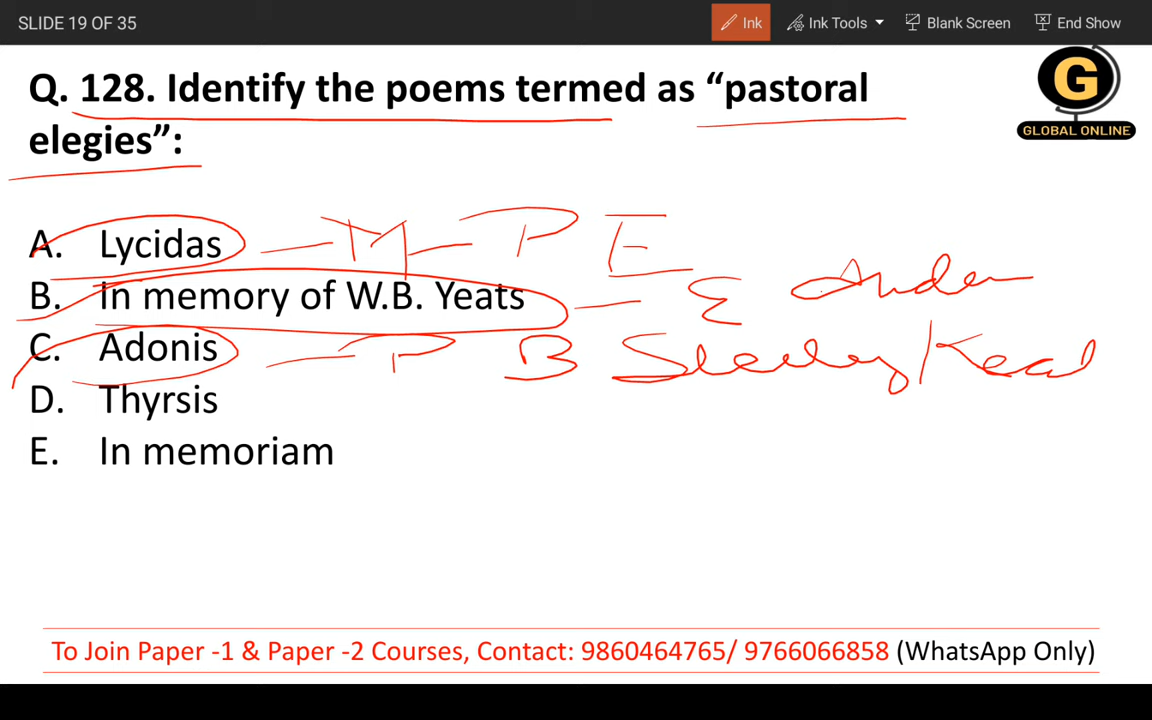 SLIDE 19 OF 35 Ink Ink Tools Blank Screen End Show
Q. 128. Identify the poems termed as “pastoral
elegies”:
G
GLOBAL ONLINE
A. Lycidas – M – P E
B. In memory of W.B. Yeats – E Auden
C. Adonis – P B Shelley Keat
D. Thyrsis
E. In memoriam
To Join Paper -1 & Paper -2 Courses, Contact: 9860464765/ 9766066858 (WhatsApp Only)